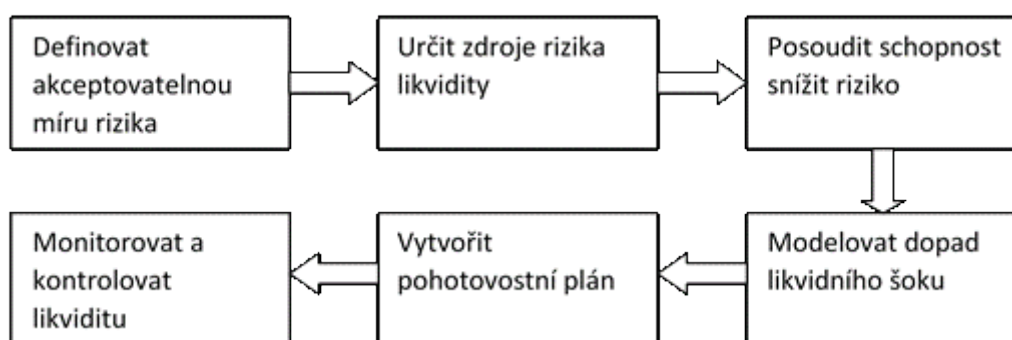 Definovat
akceptovatelnou
míru rizika
Určit zdroje rizika
likvidity
Posoudit schopnost
snížit riziko
Modelovat dopad
likvidního šoku
Vytvořit
pohotovostní plán
Monitorovat a
kontrolovat
likviditu